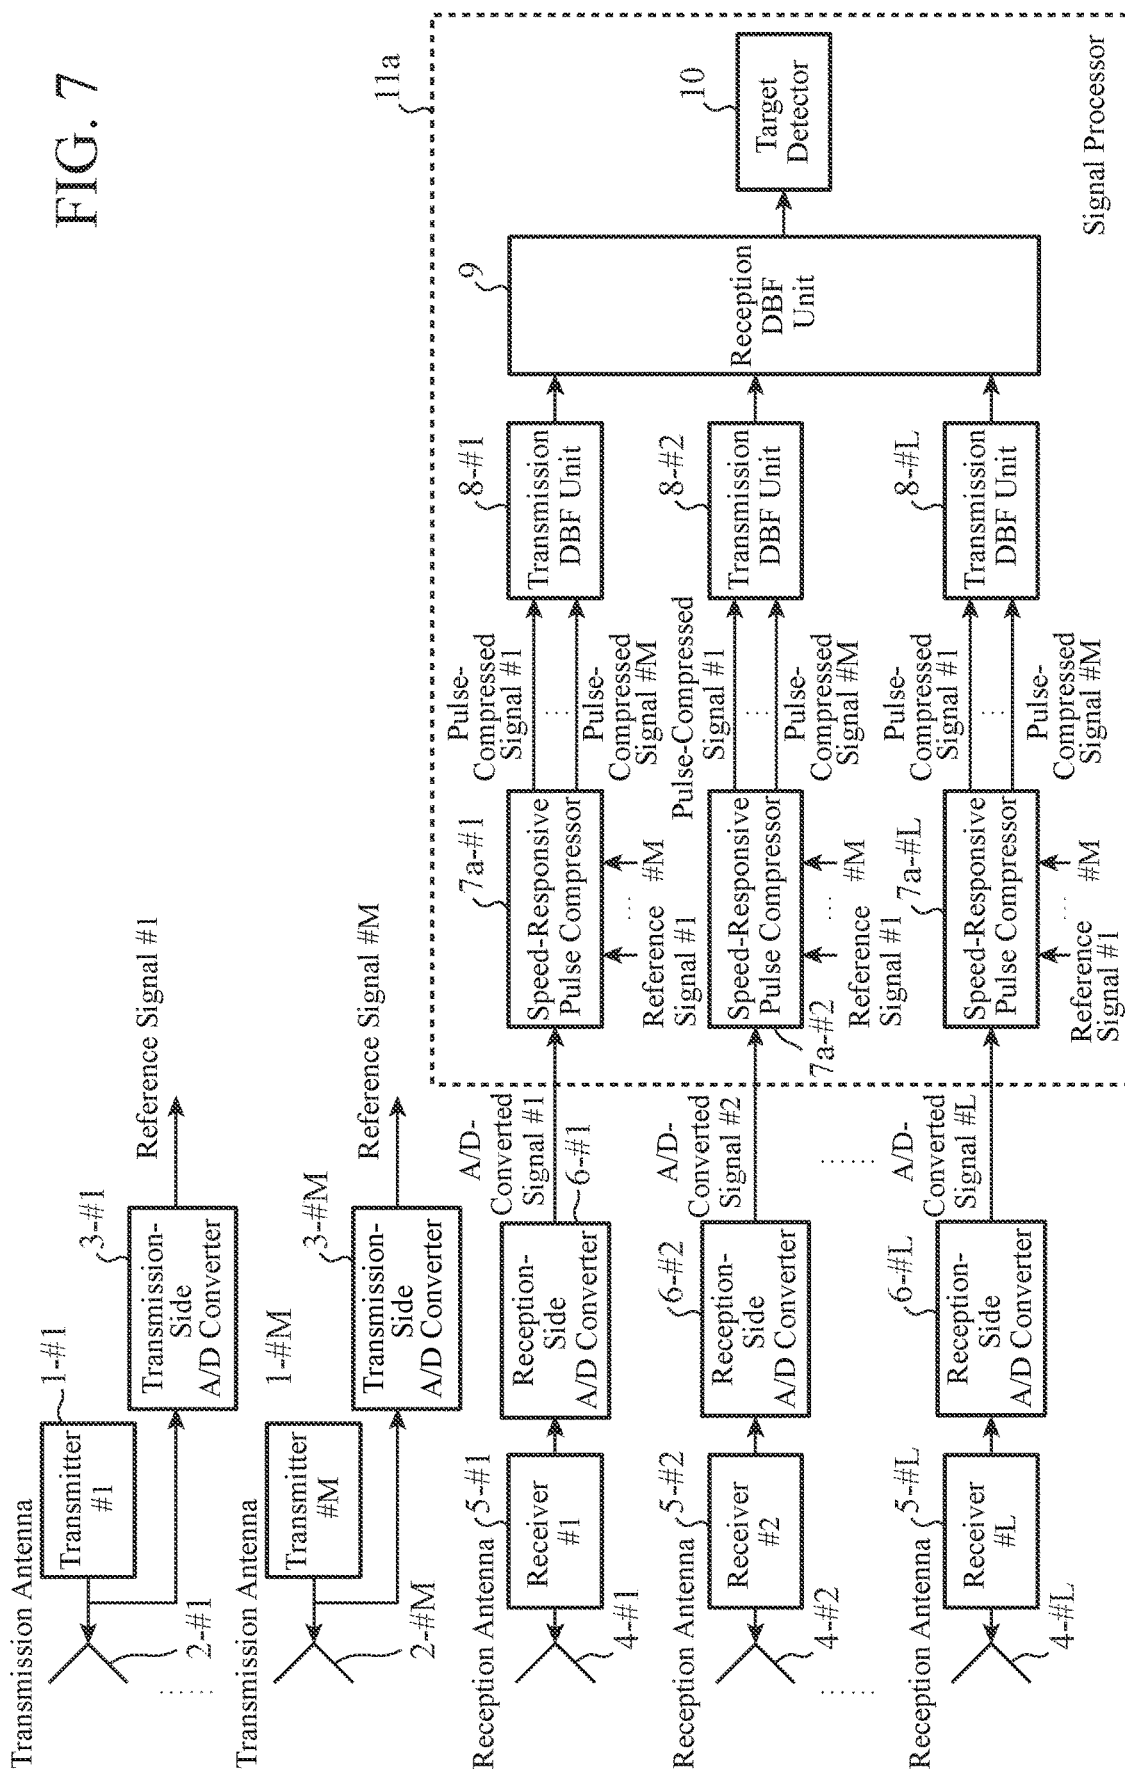 FIG. 7
Transmission Antenna
Transmitter
#1
1-#1
2-#1
Transmission-
Side
A/D Converter
3-#1
Reference Signal #1
Transmission Antenna
Transmitter
#M
1-#M
2-#M
Transmission-
Side
A/D Converter
3-#M
Reference Signal #M
11a
Reception Antenna
4-#1
5-#1
Receiver
#1
Reception-
Side
A/D Converter
6-#1
A/D-
Converted
Signal #1
7a-#1
Speed-Responsive
Pulse Compressor
Reference
Signal #1
#M
Pulse-
Compressed
Signal #1
Pulse-
Compressed
Signal #M
8-#1
Transmission
DBF Unit
Reception Antenna
4-#2
5-#2
Receiver
#2
6-#2
Reception-
Side
A/D Converter
A/D-
Converted
Signal #2
7a-#2
Speed-Responsive
Pulse Compressor
Reference
Signal #1
#M
Pulse-Compressed
Signal #1
Pulse-
Compressed
Signal #M
8-#2
Transmission
DBF Unit
Reception Antenna
4-#L
5-#L
Receiver
#L
6-#L
Reception-
Side
A/D Converter
A/D-
Converted
Signal #L
7a-#L
Speed-Responsive
Pulse Compressor
Reference
Signal #1
#M
Pulse-
Compressed
Signal #1
Pulse-
Compressed
Signal #M
8-#L
Transmission
DBF Unit
9
Reception
DBF
Unit
10
Target
Detector
Signal Processor